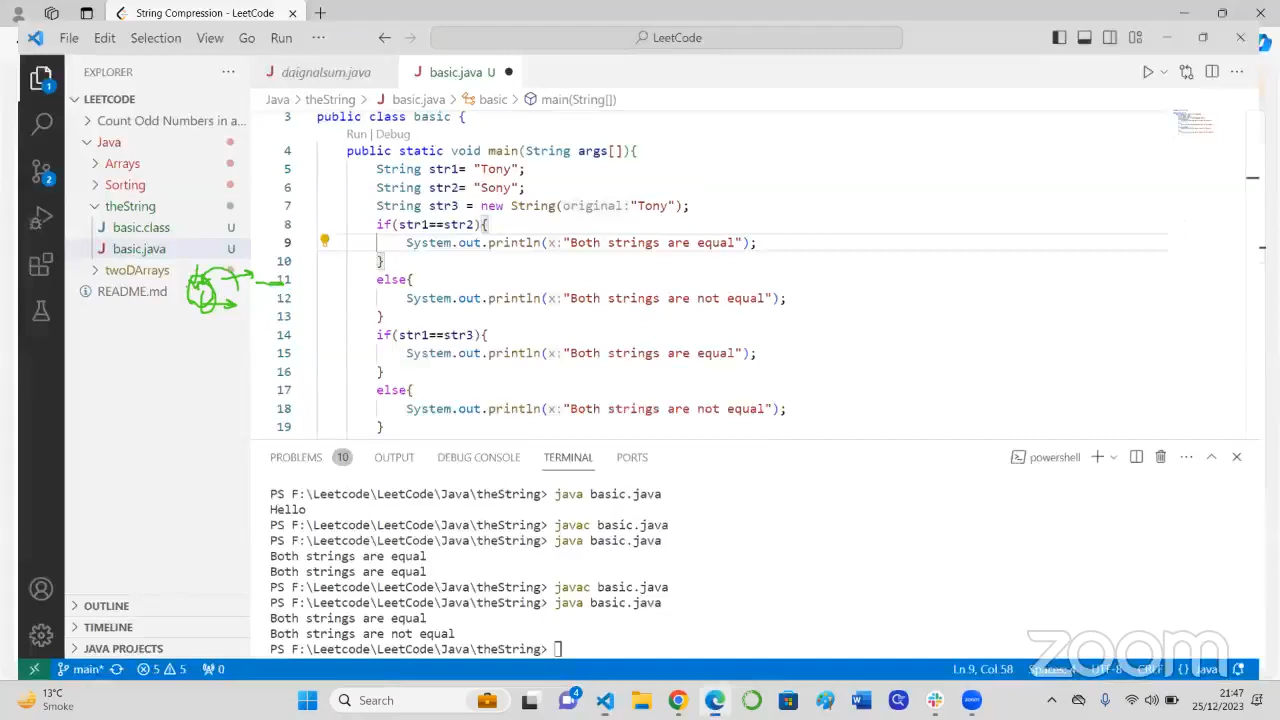 String Compression - LeetCode
File Edit Selection View Go Run ··· LeetCode
EXPLORER ··· daignalsum.java basic.java U
LEETCODE Java > theString > basic.java > basic > main(String[])
Count Odd Numbers in a...
Java
Arrays
Sorting
theString
basic.class U
basic.java U
twoDArrays
README.md
3 public class basic {
Run | Debug
4 public static void main(String args[]){
5 String str1= "Tony";
6 String str2= "Sony";
7 String str3 = new String(original:"Tony");
8 if(str1==str2){
9 System.out.println(x:"Both strings are equal");
10 }
11 else{
12 System.out.println(x:"Both strings are not equal");
13 }
14 if(str1==str3){
15 System.out.println(x:"Both strings are equal");
16 }
17 else{
18 System.out.println(x:"Both strings are not equal");
19 }
PROBLEMS 10 OUTPUT DEBUG CONSOLE TERMINAL PORTS powershell
PS F:\Leetcode\LeetCode\Java\theString> java basic.java
Hello
PS F:\Leetcode\LeetCode\Java\theString> javac basic.java
PS F:\Leetcode\LeetCode\Java\theString> java basic.java
Both strings are equal
Both strings are equal
PS F:\Leetcode\LeetCode\Java\theString> javac basic.java
PS F:\Leetcode\LeetCode\Java\theString> java basic.java
Both strings are equal
Both strings are not equal
PS F:\Leetcode\LeetCode\Java\theString>
1
2
OUTLINE
TIMELINE
JAVA PROJECTS
zoom
main* 5 5 0 Ln 9, Col 58 Spaces: 4 UTF-8 CRLF {} Java
13°C
Smoke
Search
4
21:47
25/12/2023